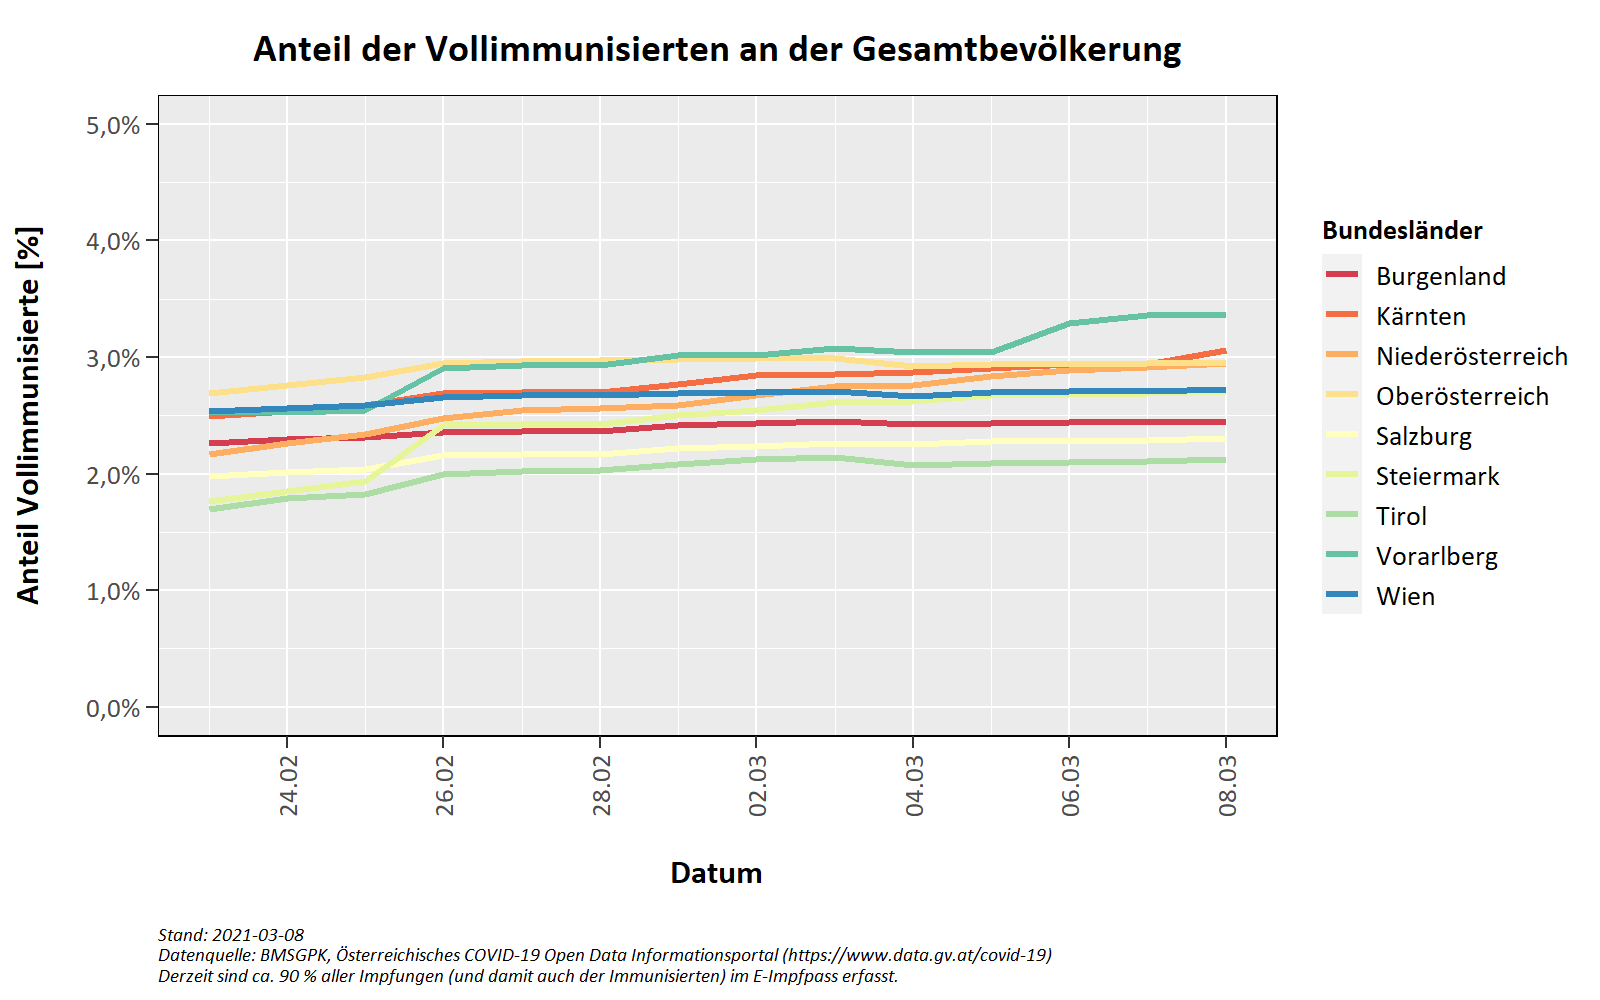 Anteil der Vollimmunisierten an der Gesamtbevölkerung
Anteil Vollimmunisierte [%]
5,0%
4,0%
3,0%
2,0%
1,0%
0,0%
24.02
26.02
28.02
02.03
04.03
06.03
08.03
Datum
Bundesländer
Burgenland
Kärnten
Niederösterreich
Oberösterreich
Salzburg
Steiermark
Tirol
Vorarlberg
Wien
Stand: 2021-03-08
Datenquelle: BMSGPK, Österreichisches COVID-19 Open Data Informationsportal (https://www.data.gv.at/covid-19)
Derzeit sind ca. 90 % aller Impfungen (und damit auch der Immunisierten) im E-Impfpass erfasst.